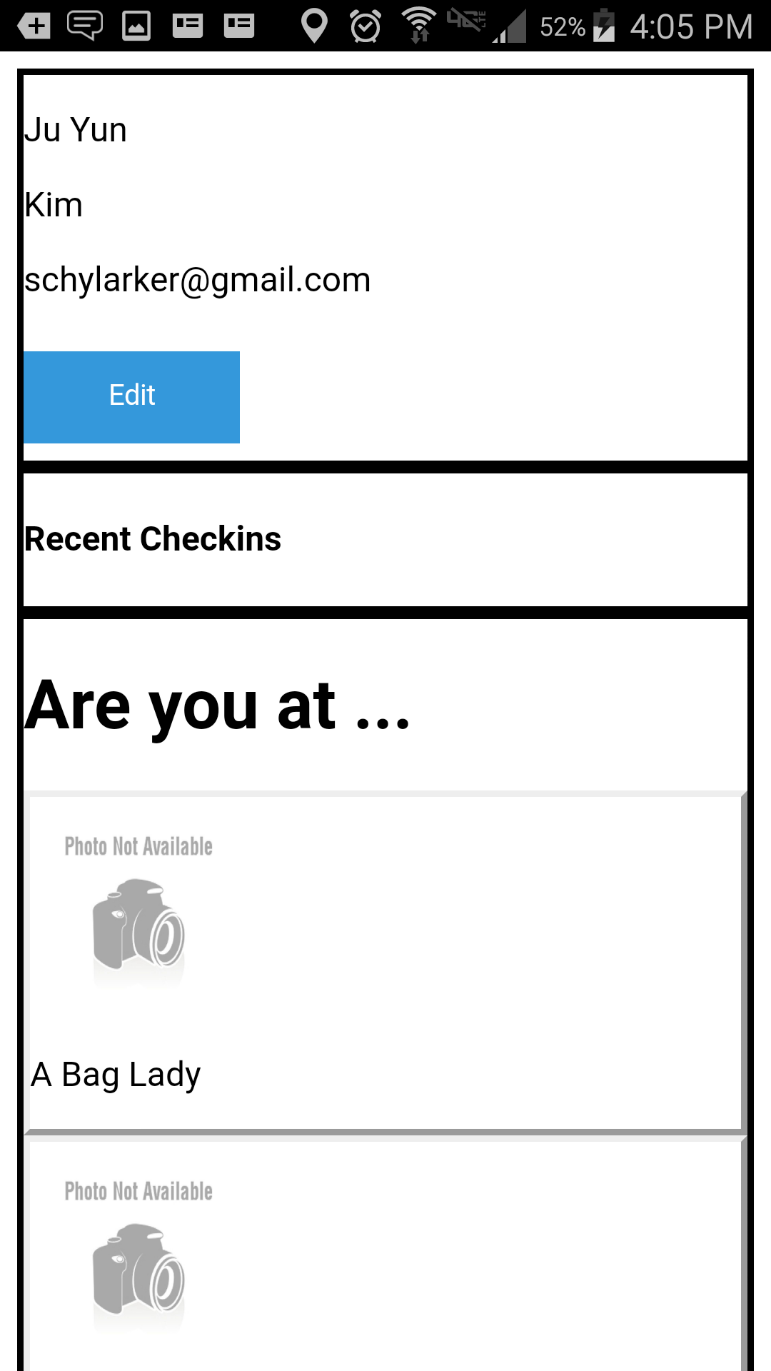 52% 4:05 PM
Ju Yun
Kim
schylarker@gmail.com
Edit
Recent Checkins
Are you at ...
Photo Not Available
A Bag Lady
Photo Not Available